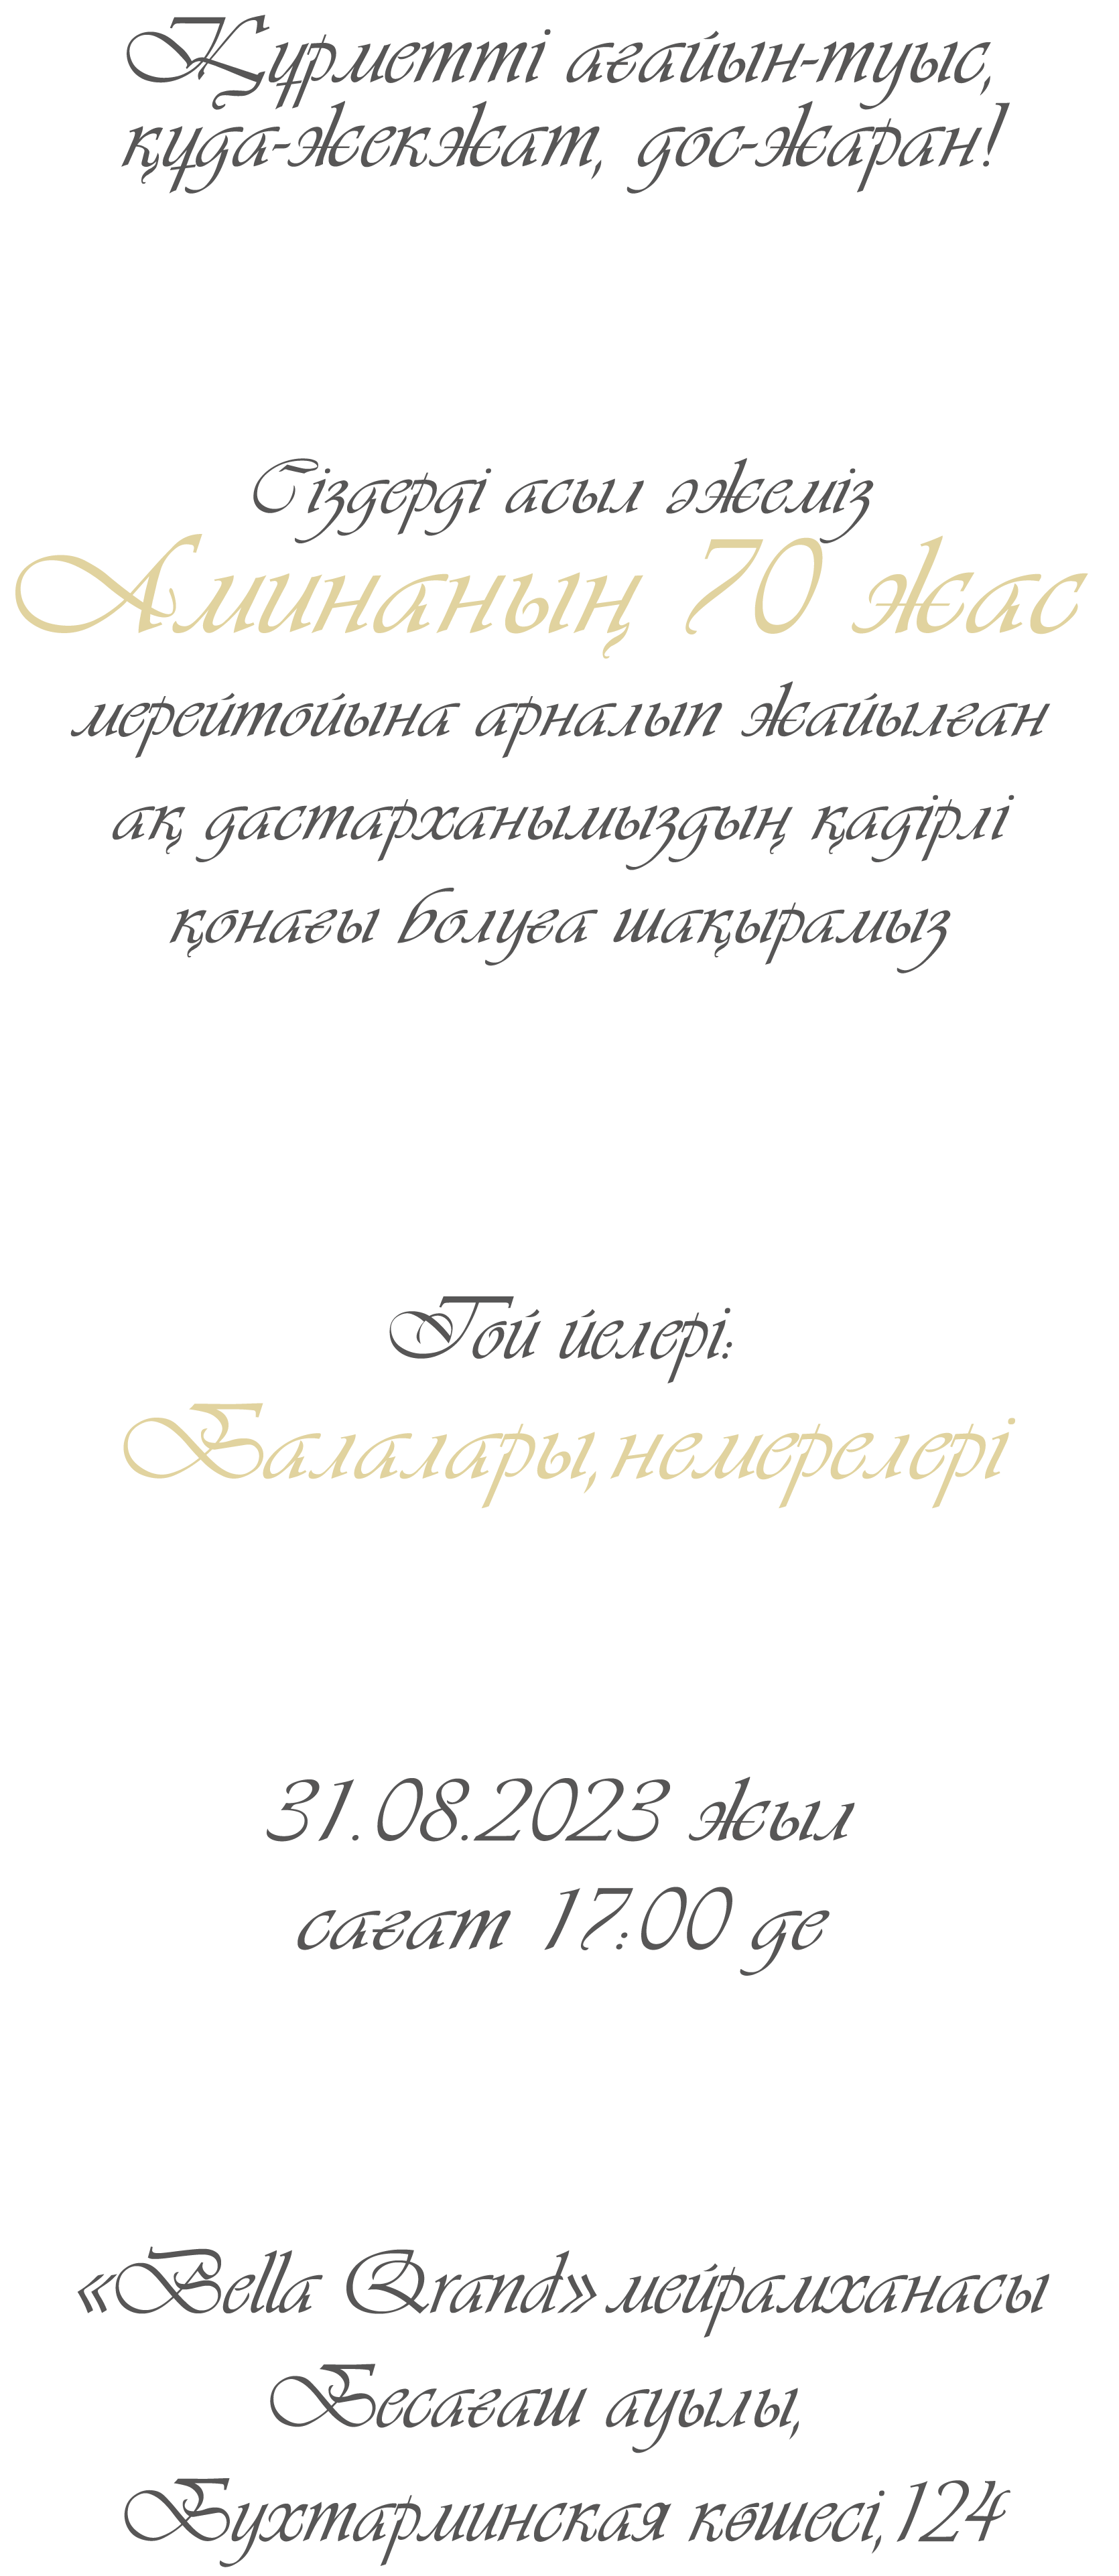 Құрметті ағайын-туыс,
құда-жекжат, дос-жаран!
Сіздерді асыл әжеміз
Аминаның 70 жас
мерейтойына арналып жайылған
ақ дастарханымыздың қадірлі
қонағы болуға шақырамыз
Той йелері:
Балалары, немерелері
31.08.2023 жыл
сағат 17:00 де
«Bella Qrand» мейрамханасы
Бесағаш ауылы,
Бухтарминская көшесі, 124